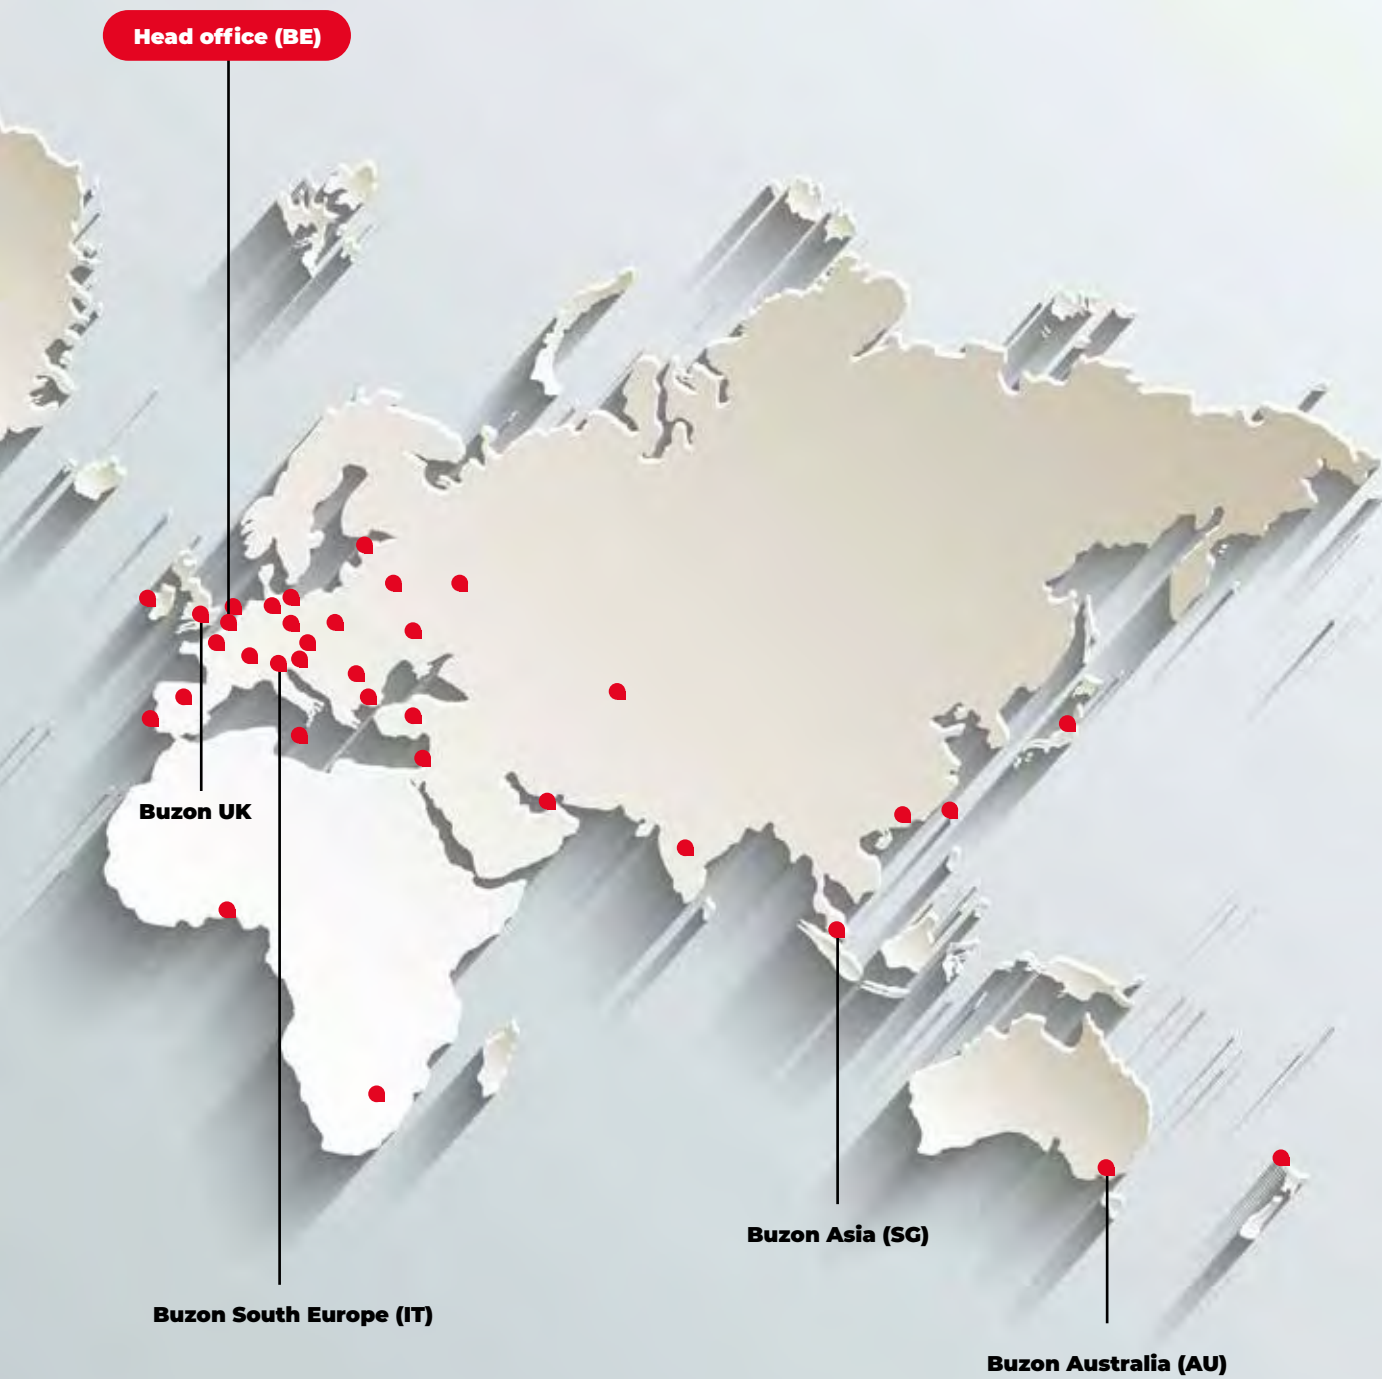 Head office (BE)
Buzon UK
Buzon Asia (SG)
Buzon South Europe (IT)
Buzon Australia (AU)